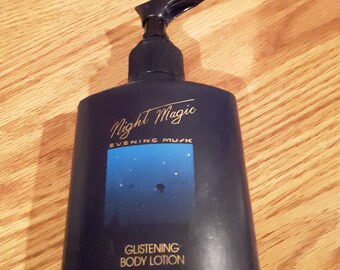 Night Magic
EVENING MUSK
GLISTENING
BODY LOTION